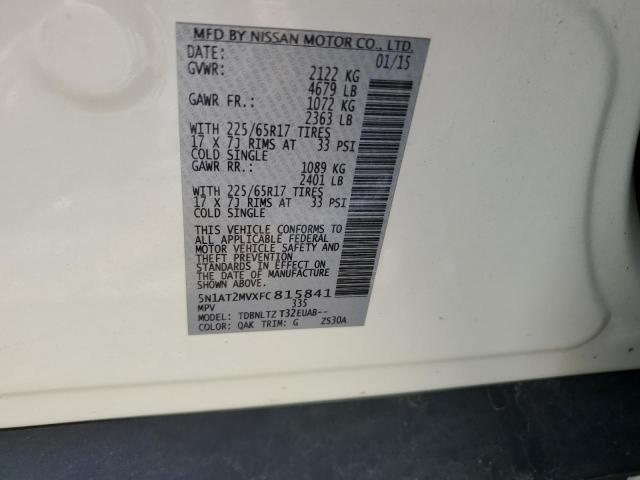 MFD BY NISSAN MOTOR CO., LTD.
DATE: 01/15
GVWR: 2122 KG
4679 LB
GAWR FR.: 1072 KG
2363 LB
WITH 225/65R17 TIRES
17 X 7J RIMS AT 33 PSI
COLD SINGLE
GAWR RR.: 1089 KG
2401 LB
WITH 225/65R17 TIRES
17 X 7J RIMS AT 33 PSI
COLD SINGLE
THIS VEHICLE CONFORMS TO
ALL APPLICABLE FEDERAL
MOTOR VEHICLE SAFETY AND
THEFT PREVENTION
STANDARDS IN EFFECT ON
THE DATE OF MANUFACTURE
SHOWN ABOVE.
5N1AT2MVXFC815841
MPV 335
MODEL: TDBNLTZ T32EUAB--
COLOR: QAK TRIM: G ZS30A